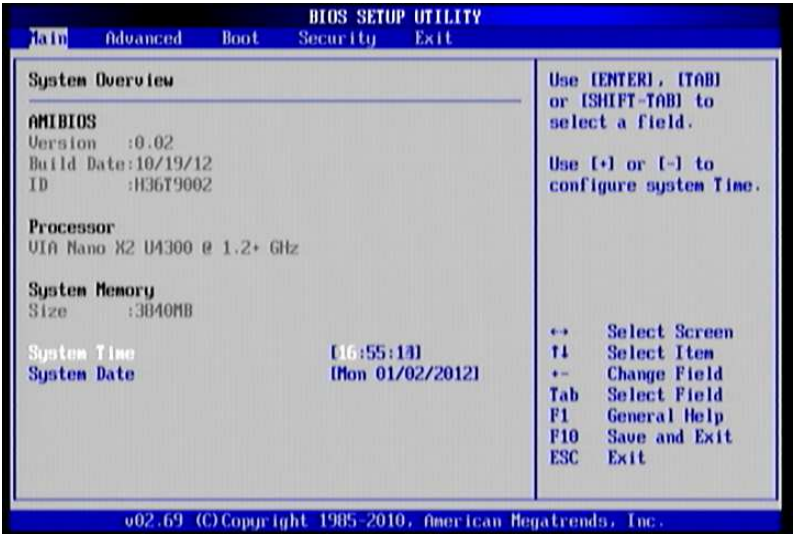 BIOS SETUP UTILITY
Main Advanced Boot Security Exit
System Overview
AMIBIOS
Version :0.02
Build Date:10/19/12
ID :H36T9002
Processor
VIA Nano X2 U4300 @ 1.2+ GHz
System Memory
Size :3840MB
System Time
System Date [Mon 01/02/2012]
Use [ENTER], [TAB]
or [SHIFT-TAB] to
select a field.
Use [+] or [-] to
configure system Time.
↔ Select Screen
↑↓ Select Item
+- Change Field
Tab Select Field
F1 General Help
F10 Save and Exit
ESC Exit
v02.69 (C)Copyright 1985-2010, American Megatrends, Inc.